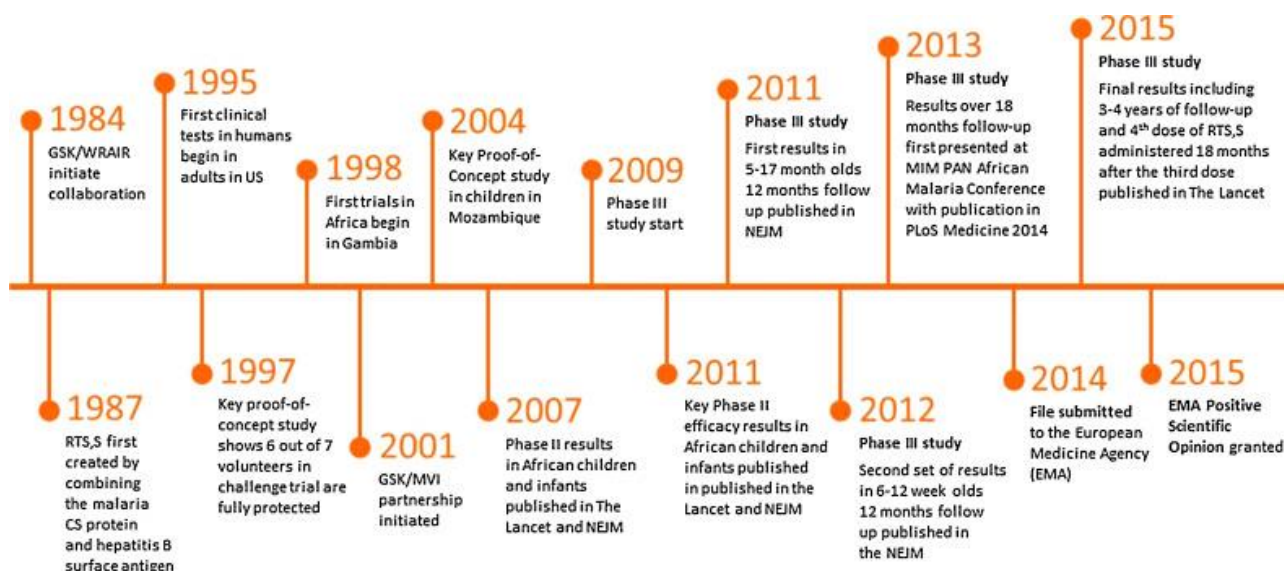 1984
GSK/WRAIR
initiate
collaboration
1987
RTS,S first
created by
combining
the malaria
CS protein
and hepatitis B
surface antigen
1995
First clinical
tests in humans
begin in
adults in US
1997
Key proof-of-
concept study
shows 6 out of 7
volunteers in
challenge trial are
fully protected
1998
First trials in
Africa begin
in Gambia
2001
GSK/MVI
partnership
initiated
2004
Key Proof-of-
Concept study
in children in
Mozambique
2007
Phase II results
in African children
and infants
published in The
Lancet and NEJM
2009
Phase III
study start
2011
Key Phase II
efficacy results in
African children and
infants published
in published in the
Lancet and NEJM
2011
Phase III study
First results in
5-17 month olds
12 months follow
up published in
NEJM
2012
Phase III study
Second set of results
in 6-12 week olds
12 months follow
up published in
the NEJM
2013
Phase III study
Results over 18
months follow-up
first presented at
MIM PAN African
Malaria Conference
with publication in
PLoS Medicine 2014
2014
File submitted
to the European
Medicine Agency
(EMA)
2015
Phase III study
Final results including
3-4 years of follow-up
and 4th dose of RTS,S
administered 18 months
after the third dose
published in The Lancet
2015
EMA Positive
Scientific
Opinion granted